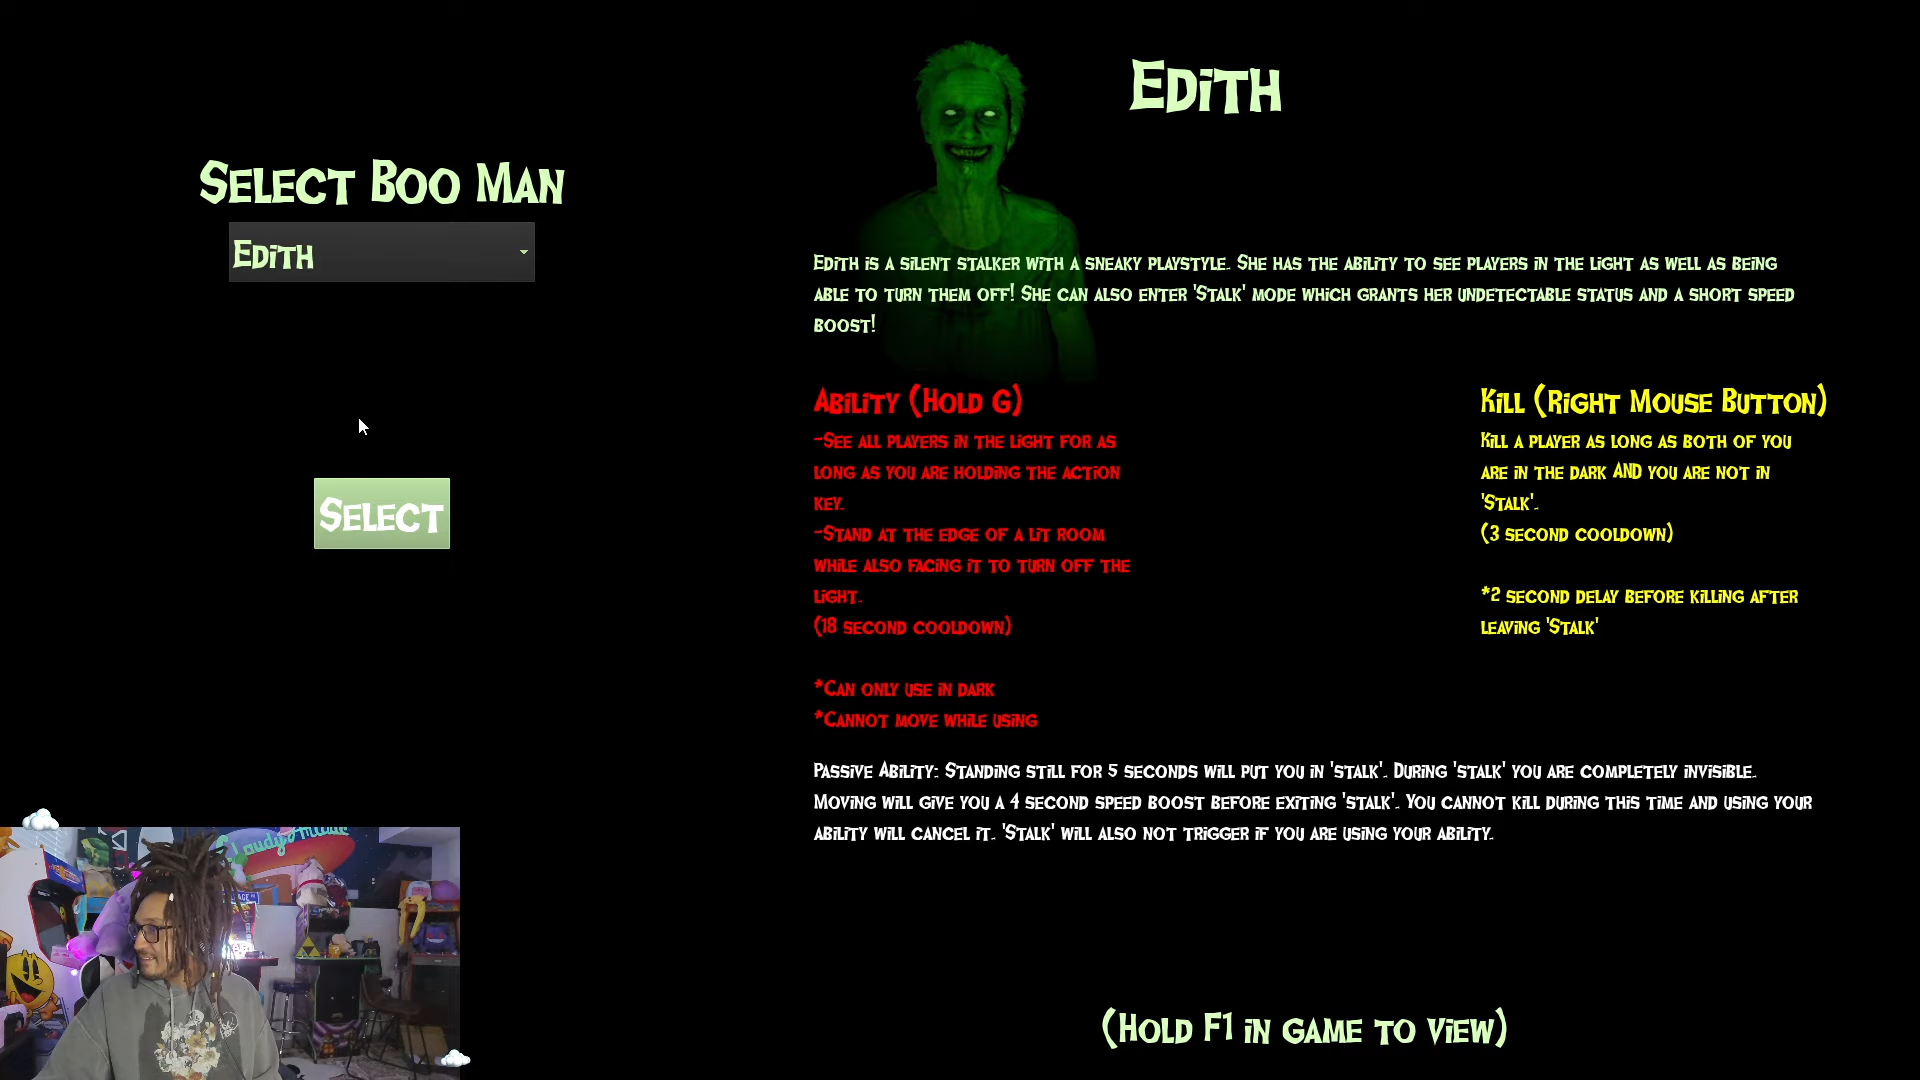 Select Boo Man
Edith
Select
Edith
Edith is a silent stalker with a sneaky playstyle. She has the ability to see players in the light as well as being
able to turn them off! She can also enter 'Stalk' mode which grants her undetectable status and a short speed
boost!
Ability (Hold G)
-See all players in the light for as
long as you are holding the action
key.
-Stand at the edge of a lit room
while also facing it to turn off the
light.
(18 second cooldown)
*Can only use in dark
*Cannot move while using
Kill (Right Mouse Button)
Kill a player as long as both of you
are in the dark AND you are not in
'Stalk'.
(3 second cooldown)
*2 second delay before killing after
leaving 'Stalk'
Passive Ability: Standing still for 5 seconds will put you in 'stalk'. During 'stalk' you are completely invisible.
Moving will give you a 4 second speed boost before exiting 'stalk'. You cannot kill during this time and using your
ability will cancel it. 'Stalk' will also not trigger if you are using your ability.
(Hold F1 in game to view)